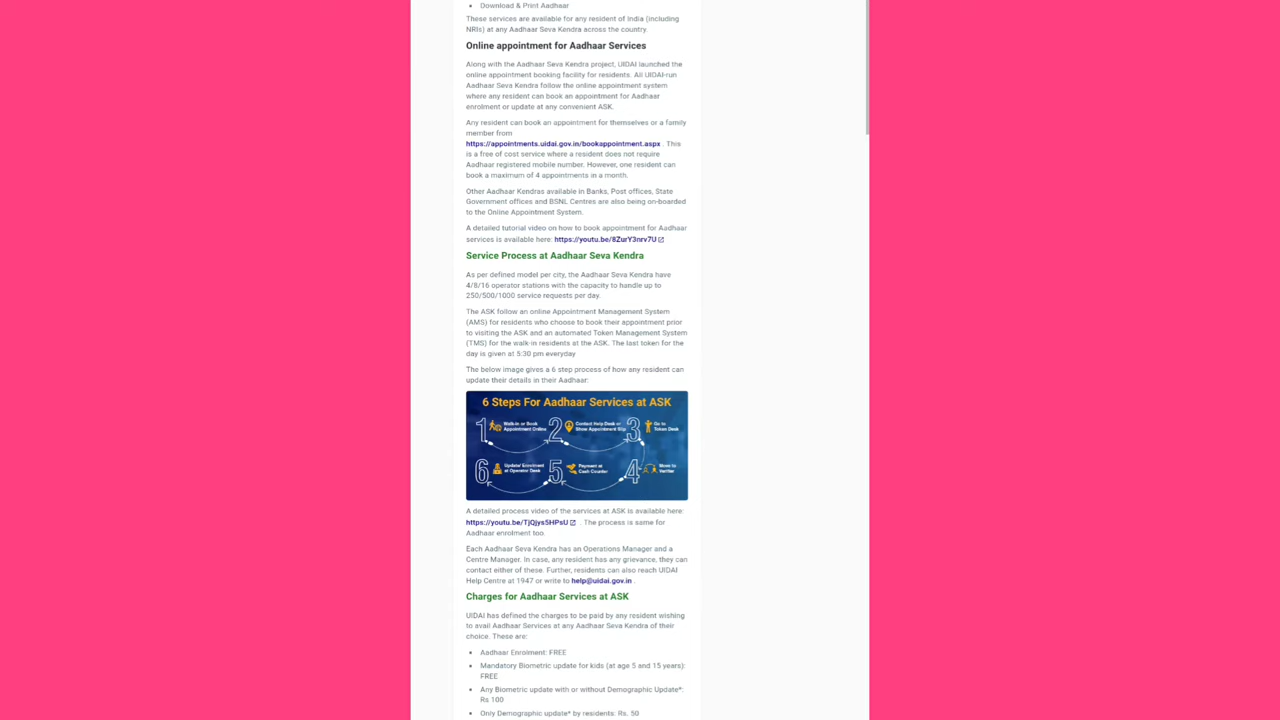 Download & Print Aadhaar
These services are available for any resident of India (including
NRIs) at any Aadhaar Seva Kendra across the country.
Online appointment for Aadhaar Services
Along with the Aadhaar Seva Kendra project, UIDAI launched the
online appointment booking facility for residents. All UIDAI-run
Aadhaar Seva Kendra follow the online appointment system
where any resident can book an appointment for Aadhaar
enrolment or update at any convenient ASK.
Any resident can book an appointment for themselves or a family
member from
https://appointments.uidai.gov.in/bookappointment.aspx . This
is a free of cost service where a resident does not require
Aadhaar registered mobile number. However, one resident can
book a maximum of 4 appointments in a month.
Other Aadhaar Kendras available in Banks, Post offices, State
Government offices and BSNL Centres are also being on-boarded
to the Online Appointment System.
A detailed tutorial video on how to book appointment for Aadhaar
services is available here: https://youtu.be/8ZurY3nrv7U
Service Process at Aadhaar Seva Kendra
As per defined model per city, the Aadhaar Seva Kendra have
4/8/16 operator stations with the capacity to handle up to
250/500/1000 service requests per day.
The ASK follow an online Appointment Management System
(AMS) for residents who choose to book their appointment prior
to visiting the ASK and an automated Token Management System
(TMS) for the walk-in residents at the ASK. The last token for the
day is given at 5:30 pm everyday
The below image gives a 6 step process of how any resident can
update their details in their Aadhaar:
6 Steps For Aadhaar Services at ASK
1 Walk-in or Book
Appointment Online
2 Contact Help Desk or
Show Appointment Slip
3 Go to
Token Desk
6 Update/ Enrolment
at Operator Desk
5 Payment at
Cash Counter
4 Move to
Verifier
A detailed process video of the services at ASK is available here:
https://youtu.be/TjQjys5HPsU . The process is same for
Aadhaar enrolment too.
Each Aadhaar Seva Kendra has an Operations Manager and a
Centre Manager. In case, any resident has any grievance, they can
contact either of these. Further, residents can also reach UIDAI
Help Centre at 1947 or write to help@uidai.gov.in .
Charges for Aadhaar Services at ASK
UIDAI has defined the charges to be paid by any resident wishing
to avail Aadhaar Services at any Aadhaar Seva Kendra of their
choice. These are:
Aadhaar Enrolment: FREE
Mandatory Biometric update for kids (at age 5 and 15 years):
FREE
Any Biometric update with or without Demographic Update*:
Rs 100
Only Demographic update* by residents: Rs. 50